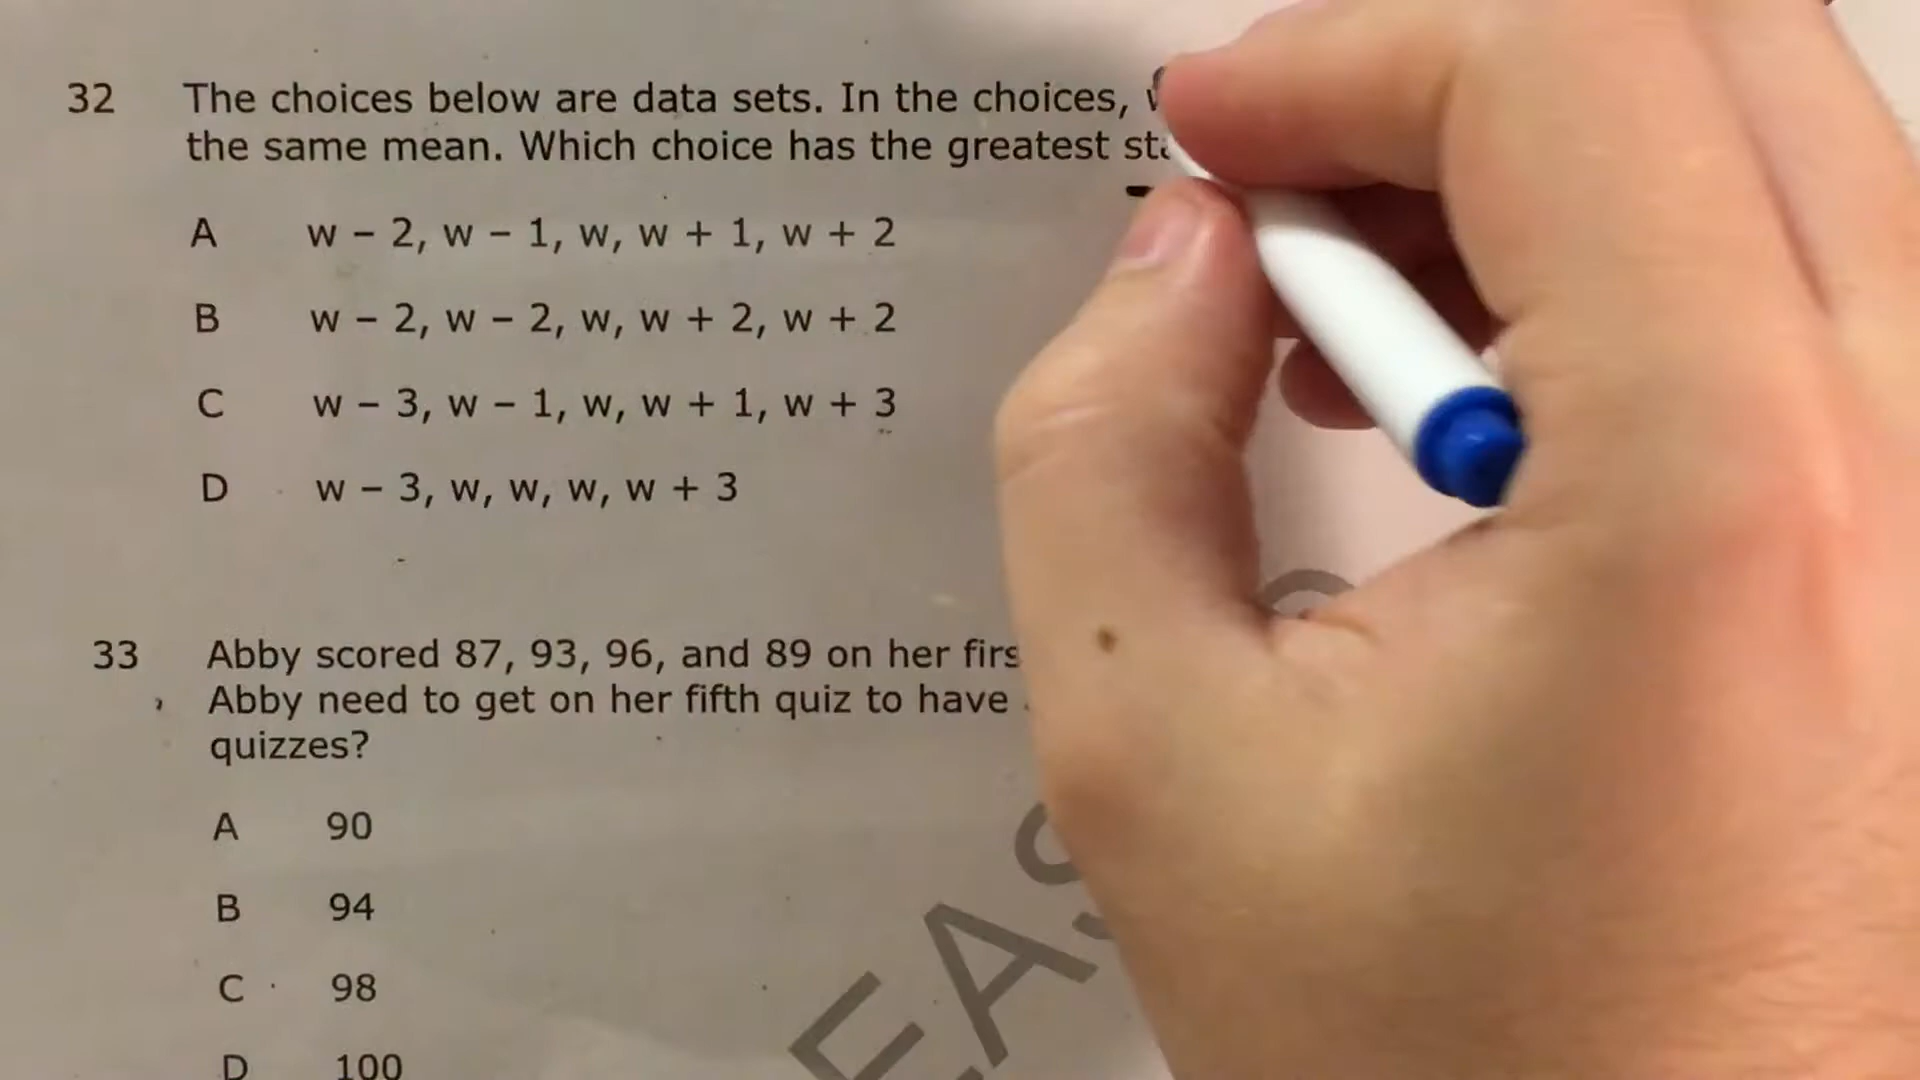 32 The choices below are data sets. In the choices,
the same mean. Which choice has the greatest
A w − 2, w − 1, w, w + 1, w + 2
B w − 2, w − 2, w, w + 2, w + 2
C w − 3, w − 1, w, w + 1, w + 3
D w − 3, w, w, w, w + 3
33 Abby scored 87, 93, 96, and 89 on her
Abby need to get on her fifth quiz to have
quizzes?
A 90
B 94
C 98
D 100
EAS